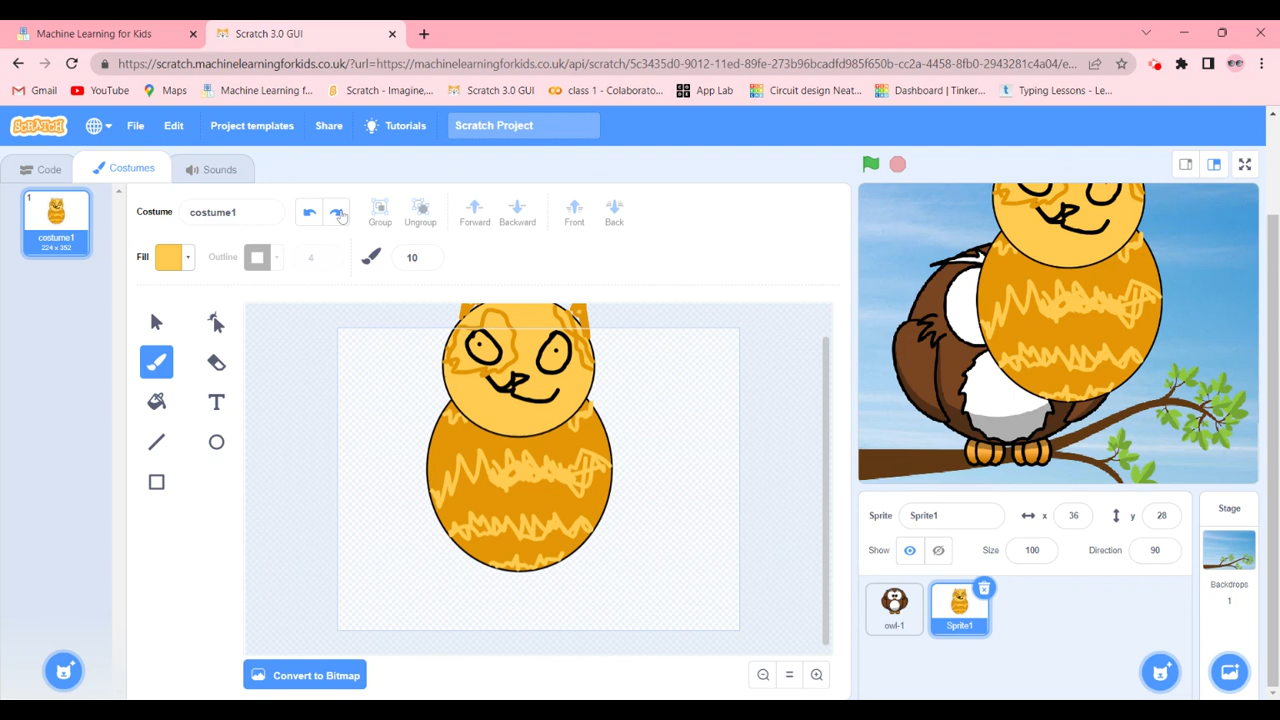 Machine Learning for Kids
Scratch 3.0 GUI
https://scratch.machinelearningforkids.co.uk/?url=https://machinelearningforkids.co.uk/api/scratch/5c3435d0-9012-11ed-89fe-273b96bcadfd985f650b-cc2a-4458-8fb0-2943281c4a04/e...
Gmail YouTube Maps Machine Learning f... Scratch - Imagine,... Scratch 3.0 GUI class 1 - Colaborato... App Lab Circuit design Neat... Dashboard | Tinker... Typing Lessons - Le...
SCRATCH File Edit Project templates Share Tutorials Scratch Project
Code Costumes Sounds
1
costume1
224 x 352
Costume costume1 Group Ungroup Forward Backward Front Back
Fill Outline 4 10
T
Convert to Bitmap
Sprite Sprite1 x 36 y 28
Show Size 100 Direction 90
owl-1
Sprite1
Stage
Backdrops
1